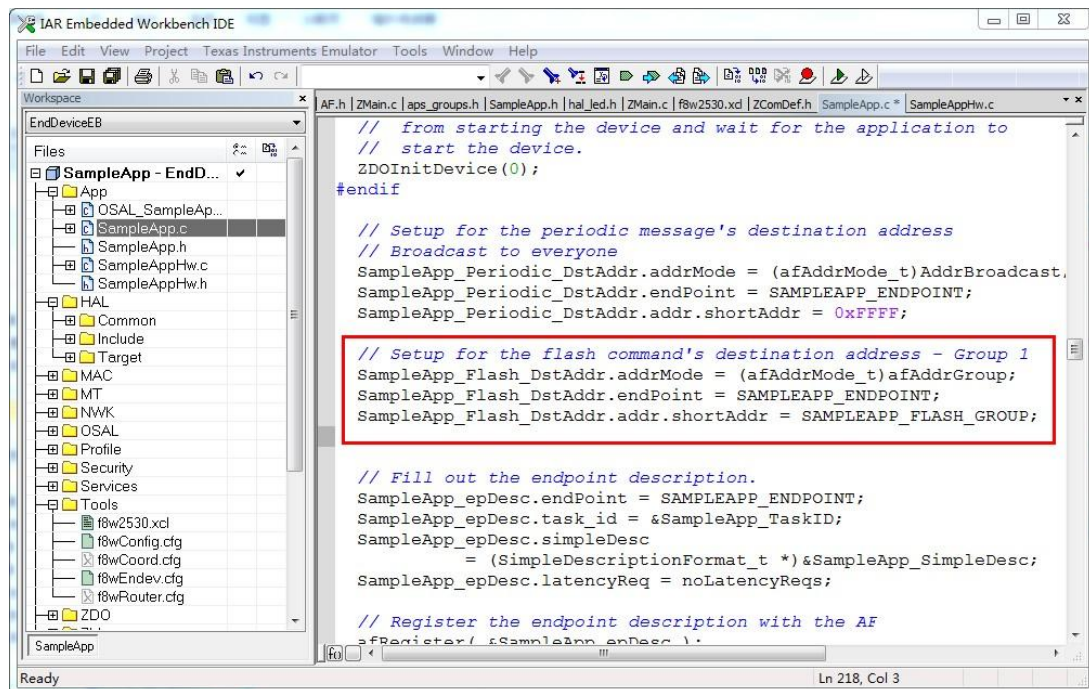 IAR Embedded Workbench IDE
File Edit View Project Texas Instruments Emulator Tools Window Help
Workspace
AF.h | ZMain.c | aps_groups.h | SampleApp.h | hal_led.h | ZMain.c | f8w2530.xcl | ZComDef.h SampleApp.c * SampleAppHw.c
EndDeviceEB
Files
SampleApp - EndD...
App
OSAL_SampleAp...
SampleApp.c
SampleApp.h
SampleAppHw.c
SampleAppHw.h
HAL
Common
Include
Target
MAC
MT
NWK
OSAL
Profile
Security
Services
Tools
f8w2530.xcl
f8wConfig.cfg
f8wCoord.cfg
f8wEndev.cfg
f8wRouter.cfg
ZDO
SampleApp
// from starting the device and wait for the application to
// start the device.
ZDOInitDevice(0);
#endif
// Setup for the periodic message's destination address
// Broadcast to everyone
SampleApp_Periodic_DstAddr.addrMode = (afAddrMode_t)AddrBroadcast
SampleApp_Periodic_DstAddr.endPoint = SAMPLEAPP_ENDPOINT;
SampleApp_Periodic_DstAddr.addr.shortAddr = 0xFFFF;
// Setup for the flash command's destination address - Group 1
SampleApp_Flash_DstAddr.addrMode = (afAddrMode_t)afAddrGroup;
SampleApp_Flash_DstAddr.endPoint = SAMPLEAPP_ENDPOINT;
SampleApp_Flash_DstAddr.addr.shortAddr = SAMPLEAPP_FLASH_GROUP;
// Fill out the endpoint description.
SampleApp_epDesc.endPoint = SAMPLEAPP_ENDPOINT;
SampleApp_epDesc.task_id = &SampleApp_TaskID;
SampleApp_epDesc.simpleDesc
= (SimpleDescriptionFormat_t *)&SampleApp_SimpleDesc;
SampleApp_epDesc.latencyReq = noLatencyReqs;
// Register the endpoint description with the AF
afRegister( &SampleApp_epDesc );
Ready
Ln 218, Col 3